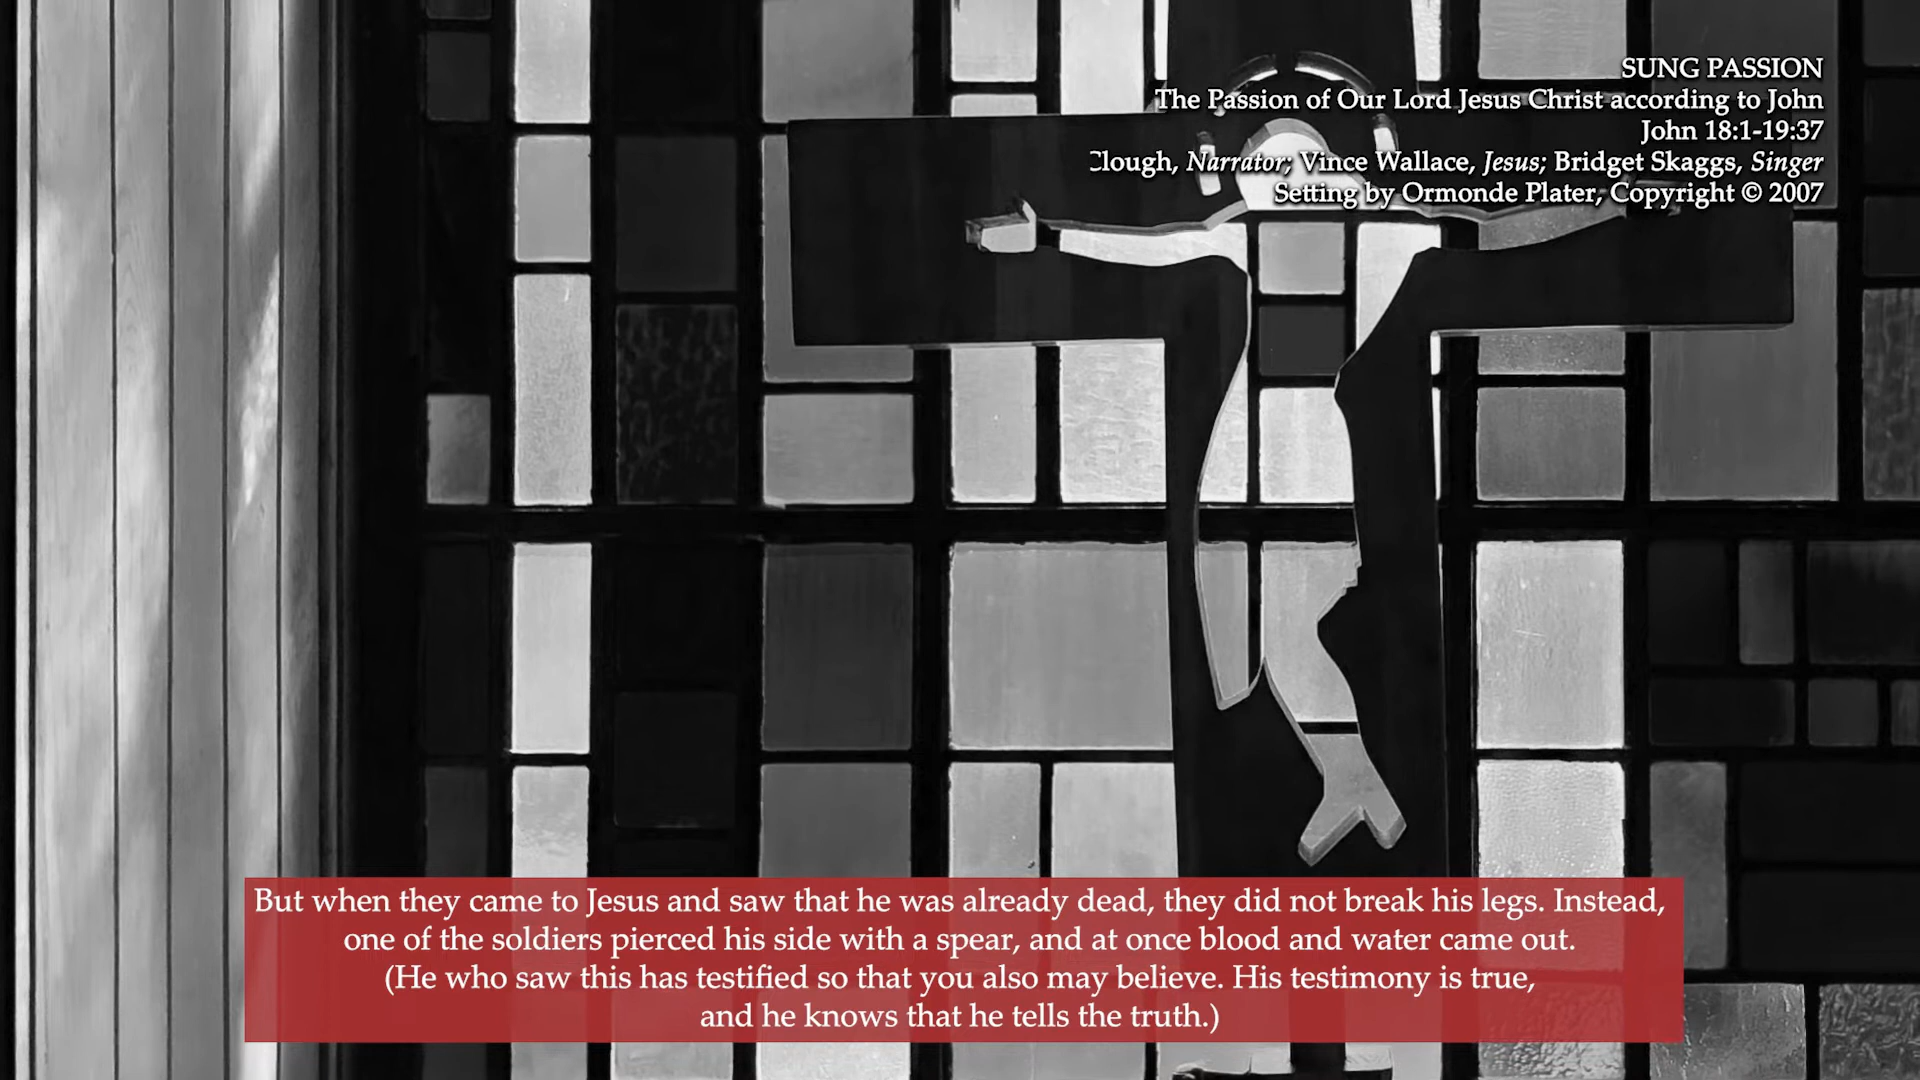 SUNG PASSION
The Passion of Our Lord Jesus Christ according to John
John 18:1-19:37
Narrator; Vince Wallace, Jesus; Bridget Skaggs, Singer
Setting by Ormonde Plater, Copyright © 2007
But when they came to Jesus and saw that he was already dead, they did not break his legs. Instead,
one of the soldiers pierced his side with a spear, and at once blood and water came out.
(He who saw this has testified so that you also may believe. His testimony is true,
and he knows that he tells the truth.)